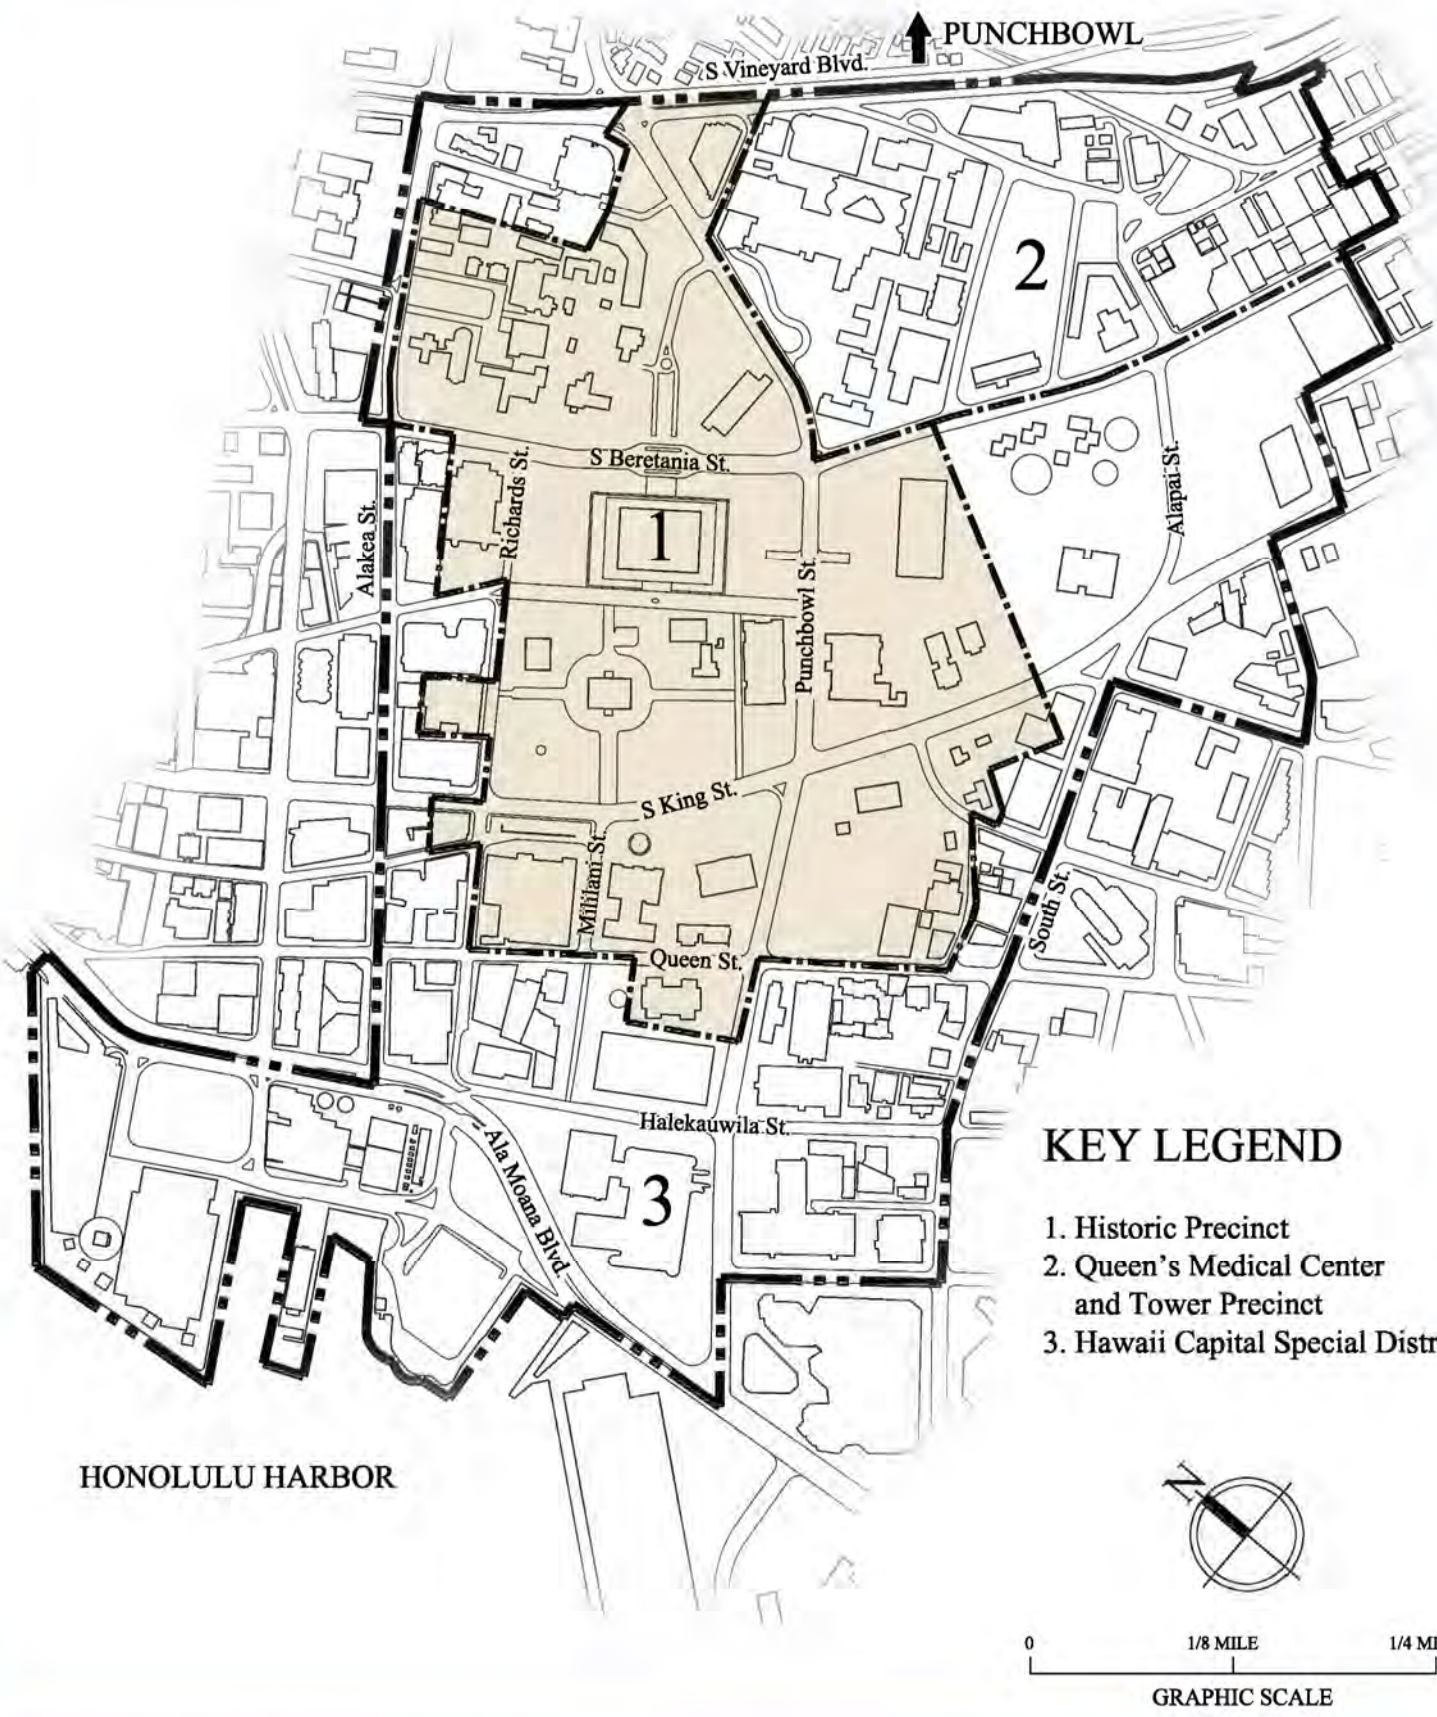 PUNCHBOWL
S Vineyard Blvd.
2
S Beretania St.
Richards St.
1
Alakea St.
Alapai St.
Punchbowl St.
S King St.
Mililani St.
South St.
Queen St.
Halekauwila St.
Ala Moana Blvd.
3
KEY LEGEND
1. Historic Precinct
2. Queen's Medical Center
and Tower Precinct
3. Hawaii Capital Special Distr
HONOLULU HARBOR
N
0 1/8 MILE 1/4 MI
GRAPHIC SCALE